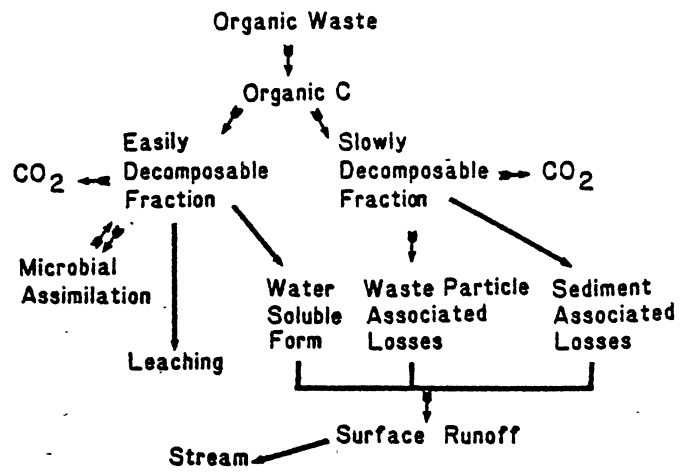 Organic Waste
Organic C
Easily
Decomposable
Fraction
Slowly
Decomposable
Fraction
CO2
CO2
Microbial
Assimilation
Water
Soluble
Form
Waste Particle
Associated
Losses
Sediment
Associated
Losses
Leaching
Surface Runoff
Stream